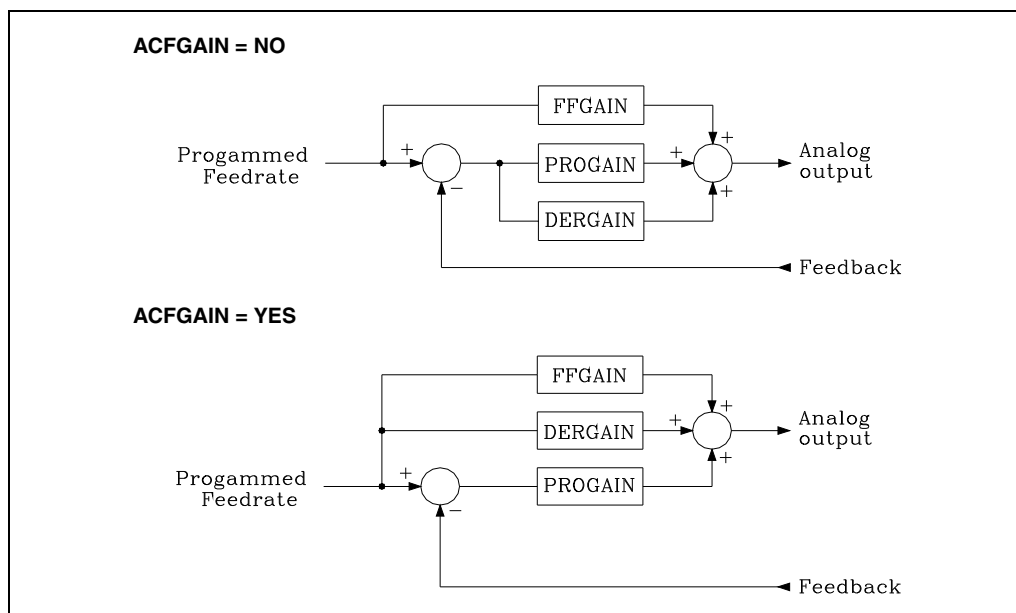 ACFGAIN = NO
FFGAIN
+
Progammed
Feedrate
+
−
PROGAIN
+
Analog
output
DERGAIN
+
Feedback
ACFGAIN = YES
FFGAIN
+
DERGAIN
+
Analog
output
Progammed
Feedrate
+
−
PROGAIN
+
Feedback